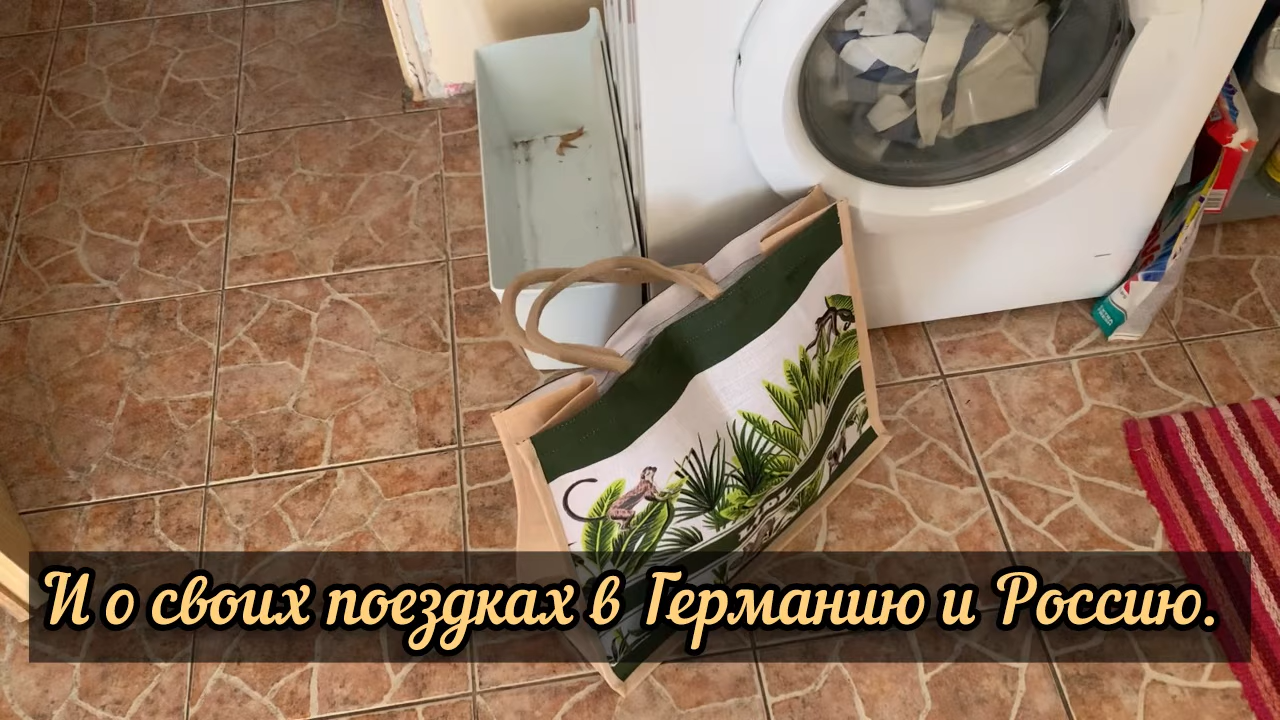 И о своих поездках в Германию и Россию.